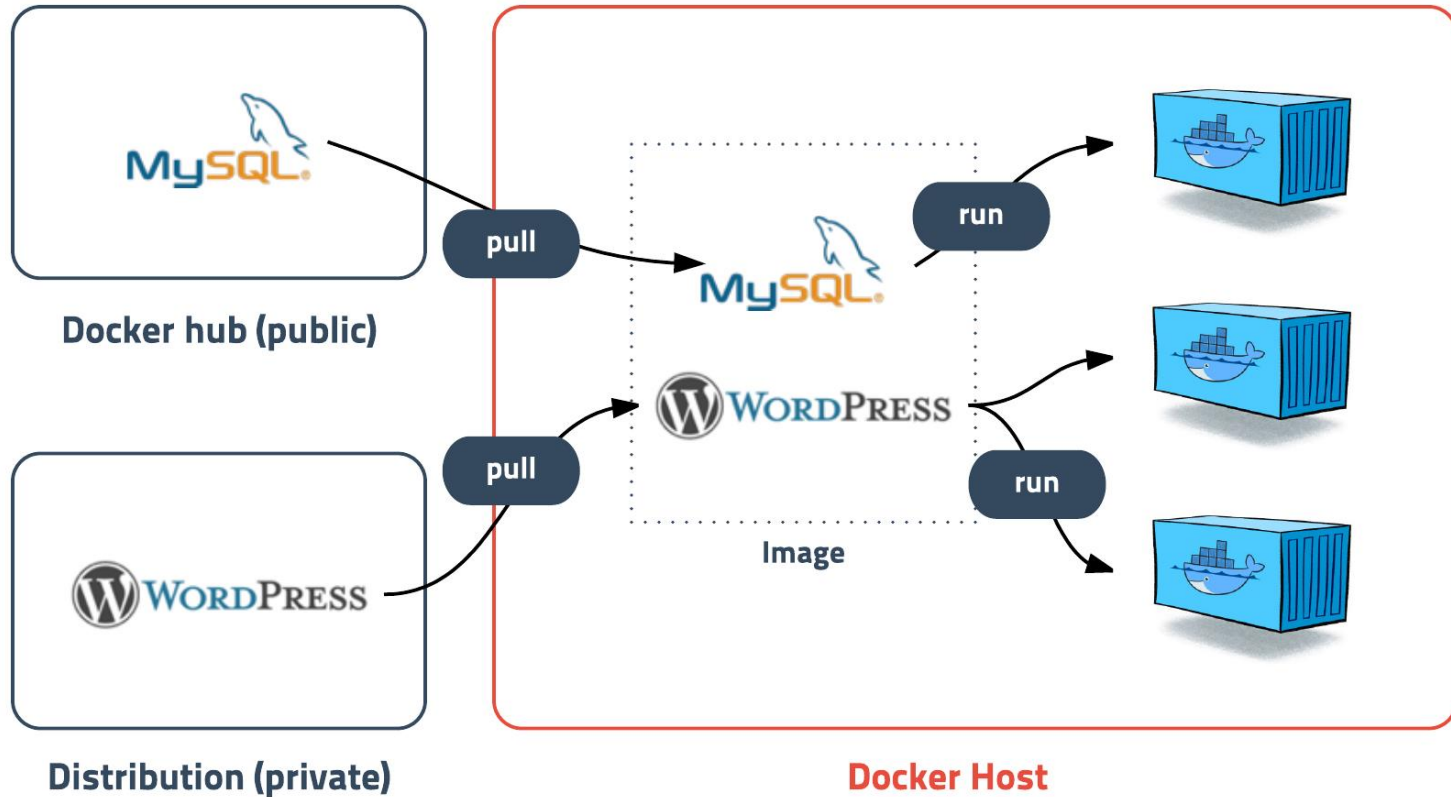 MySQL®
Docker hub (public)
pull
MySQL®
run
WORDPRESS
pull
Image
run
WORDPRESS
Distribution (private)
Docker Host